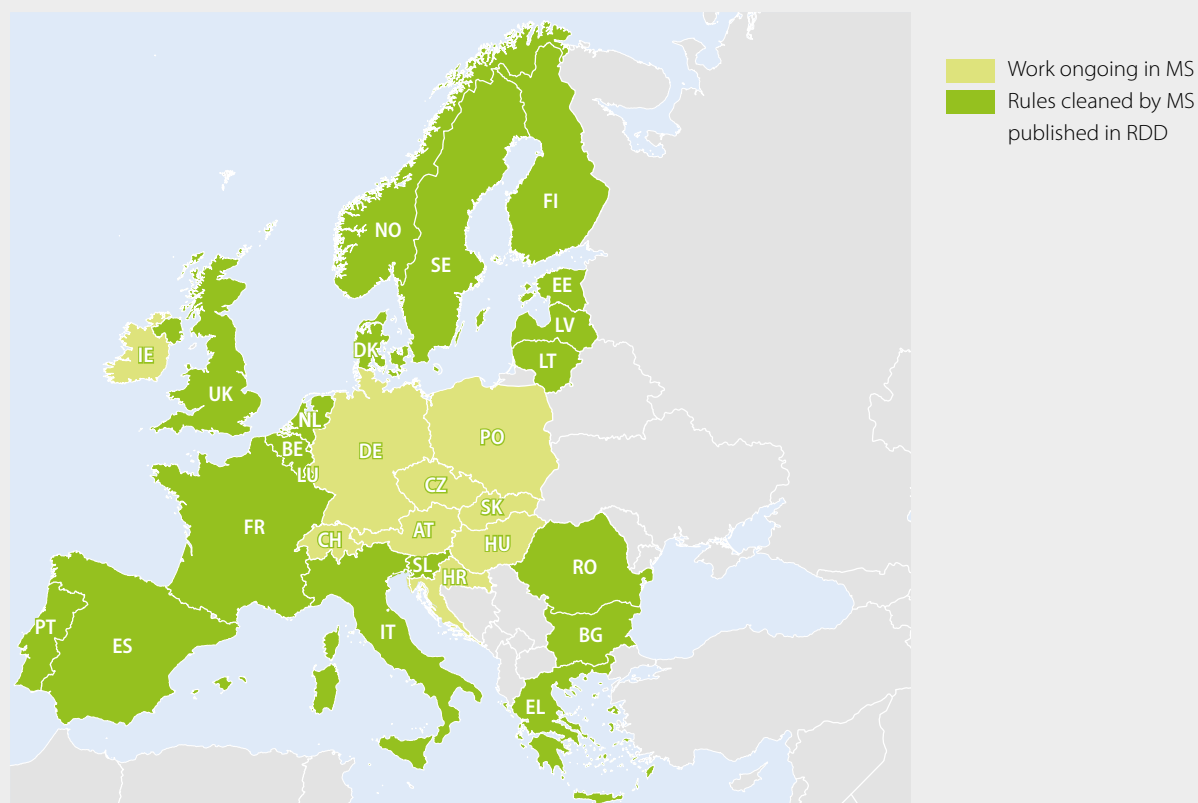 Work ongoing in MS
Rules cleaned by MS
published in RDD
FI
NO
SE
EE
LV
DK
IE
LT
UK
NL
PO
BE
DE
LU
CZ
SK
FR
AT
CH
HU
SL
RO
HR
PT
IT
BG
ES
EL